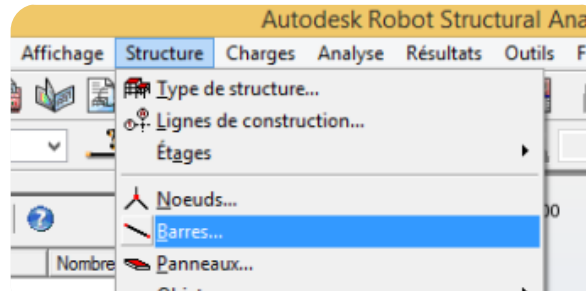 Autodesk Robot Structural Ana
Affichage Structure Charges Analyse Résultats Outils F
Type de structure...
Lignes de construction...
Étages
Noeuds...
00
Barres...
Nombre Panneaux...